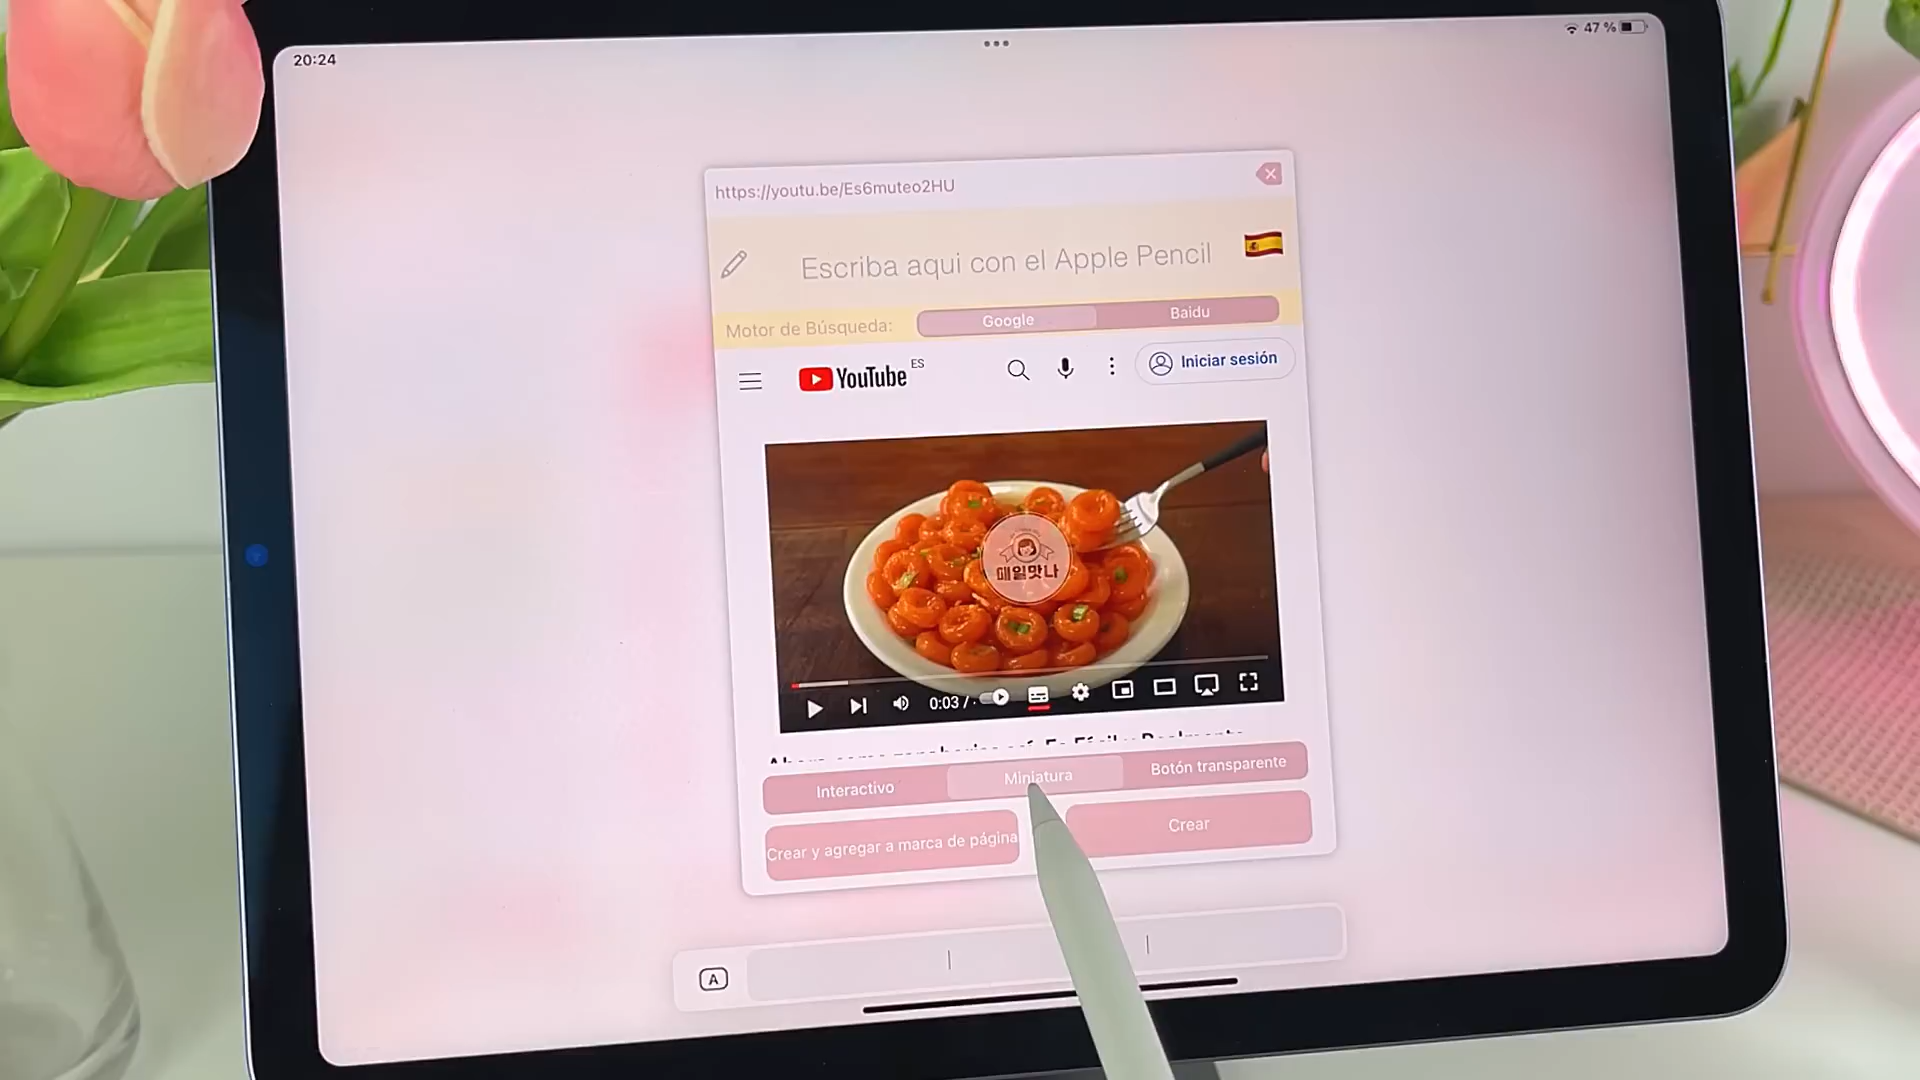 20:24
47 %
https://youtu.be/Es6muteo2HU
Escriba aqui con el Apple Pencil
Motor de Búsqueda:
Google
Baidu
YouTube ES
Iniciar sesión
매일맛나
0:03 /
Interactivo
Miniatura
Botón transparente
Crear y agregar a marca de página
Crear
A